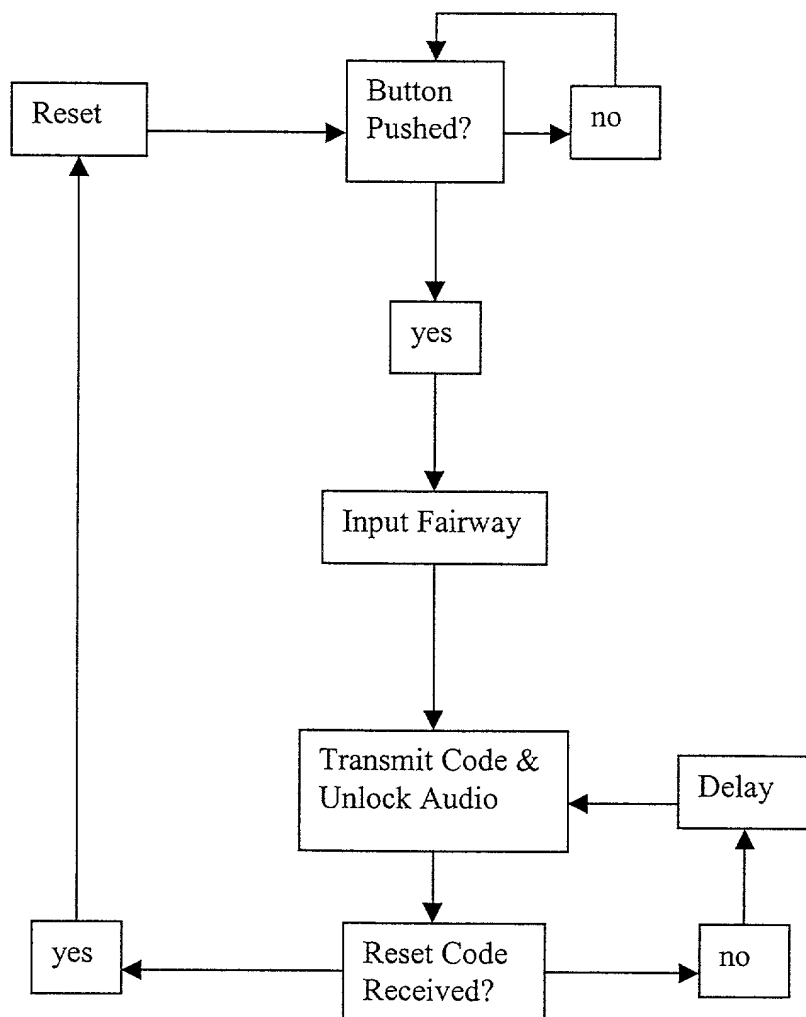 Reset
Button
Pushed?
no
yes
Input Fairway
Transmit Code &
Unlock Audio
Delay
yes
Reset Code
Received?
no